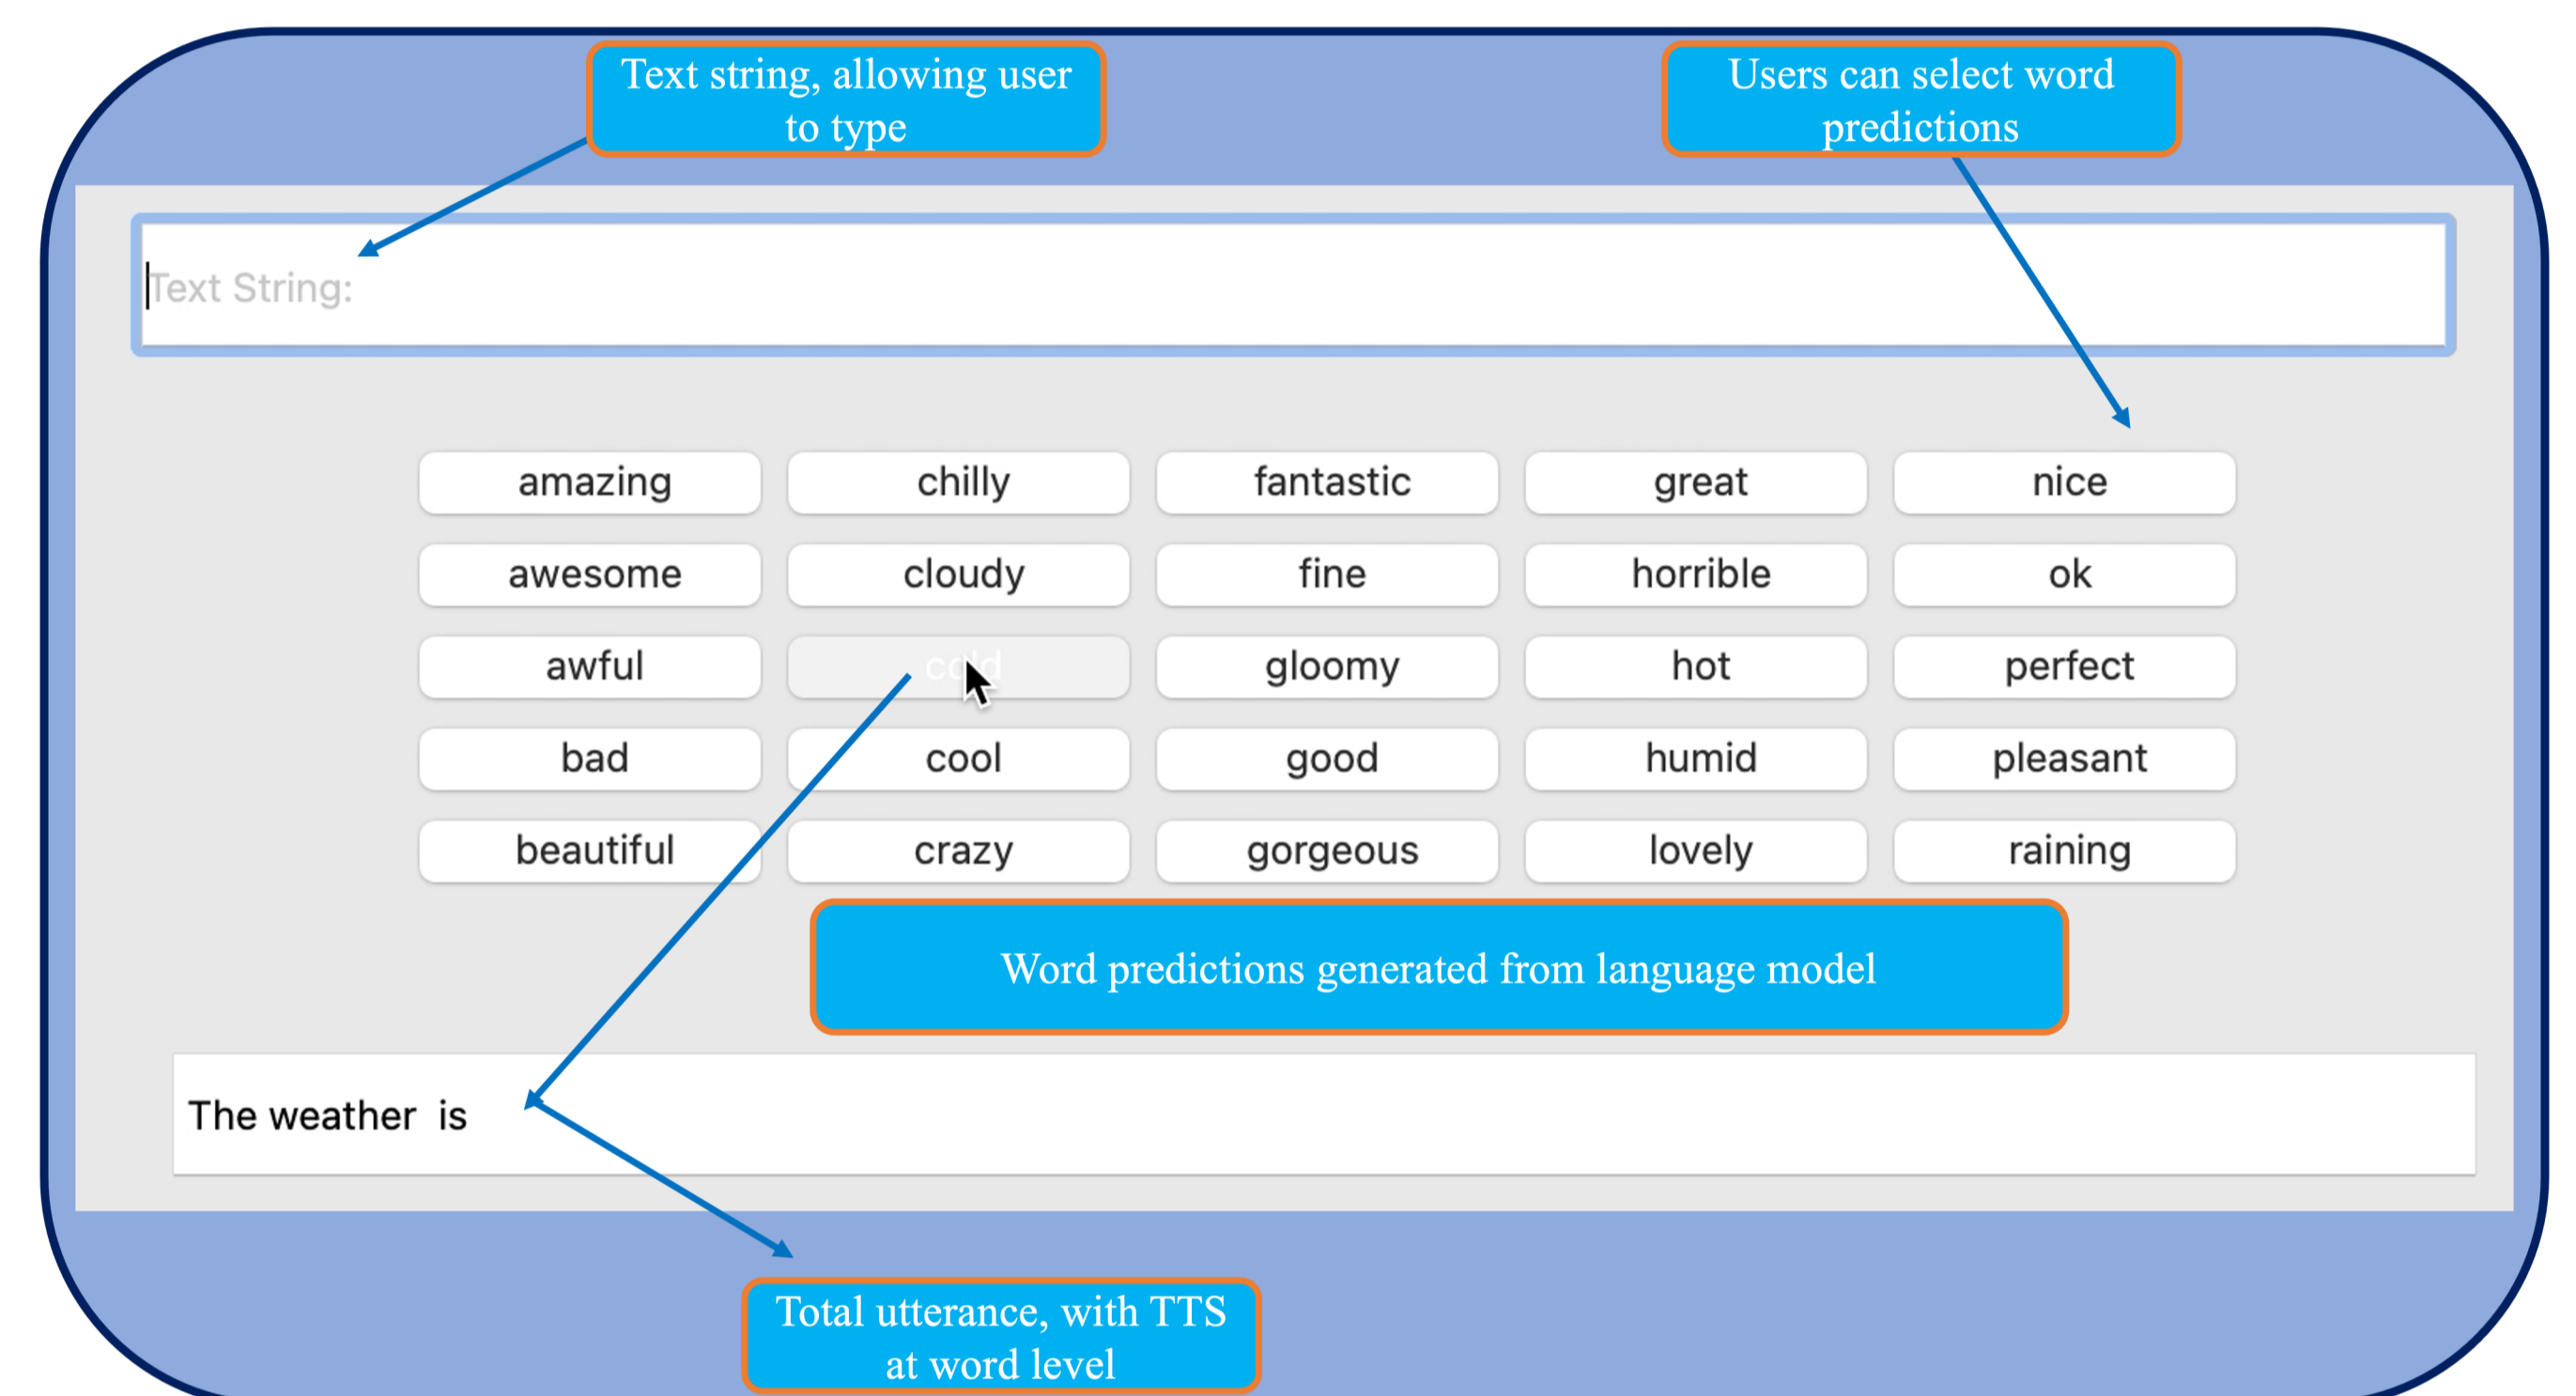 Text string, allowing user
to type
Users can select word
predictions
Text String:
amazing chilly fantastic great nice
awesome cloudy fine horrible ok
awful cold gloomy hot perfect
bad cool good humid pleasant
beautiful crazy gorgeous lovely raining
Word predictions generated from language model
The weather  is
Total utterance, with TTS
at word level